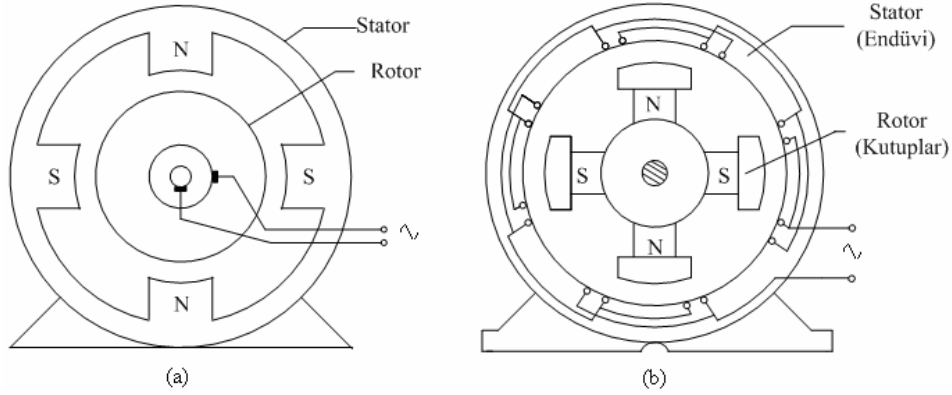 Stator
Rotor
N
S
S
N
(a)
Stator
(Endüvi)
Rotor
(Kutuplar)
N
S
S
N
(b)